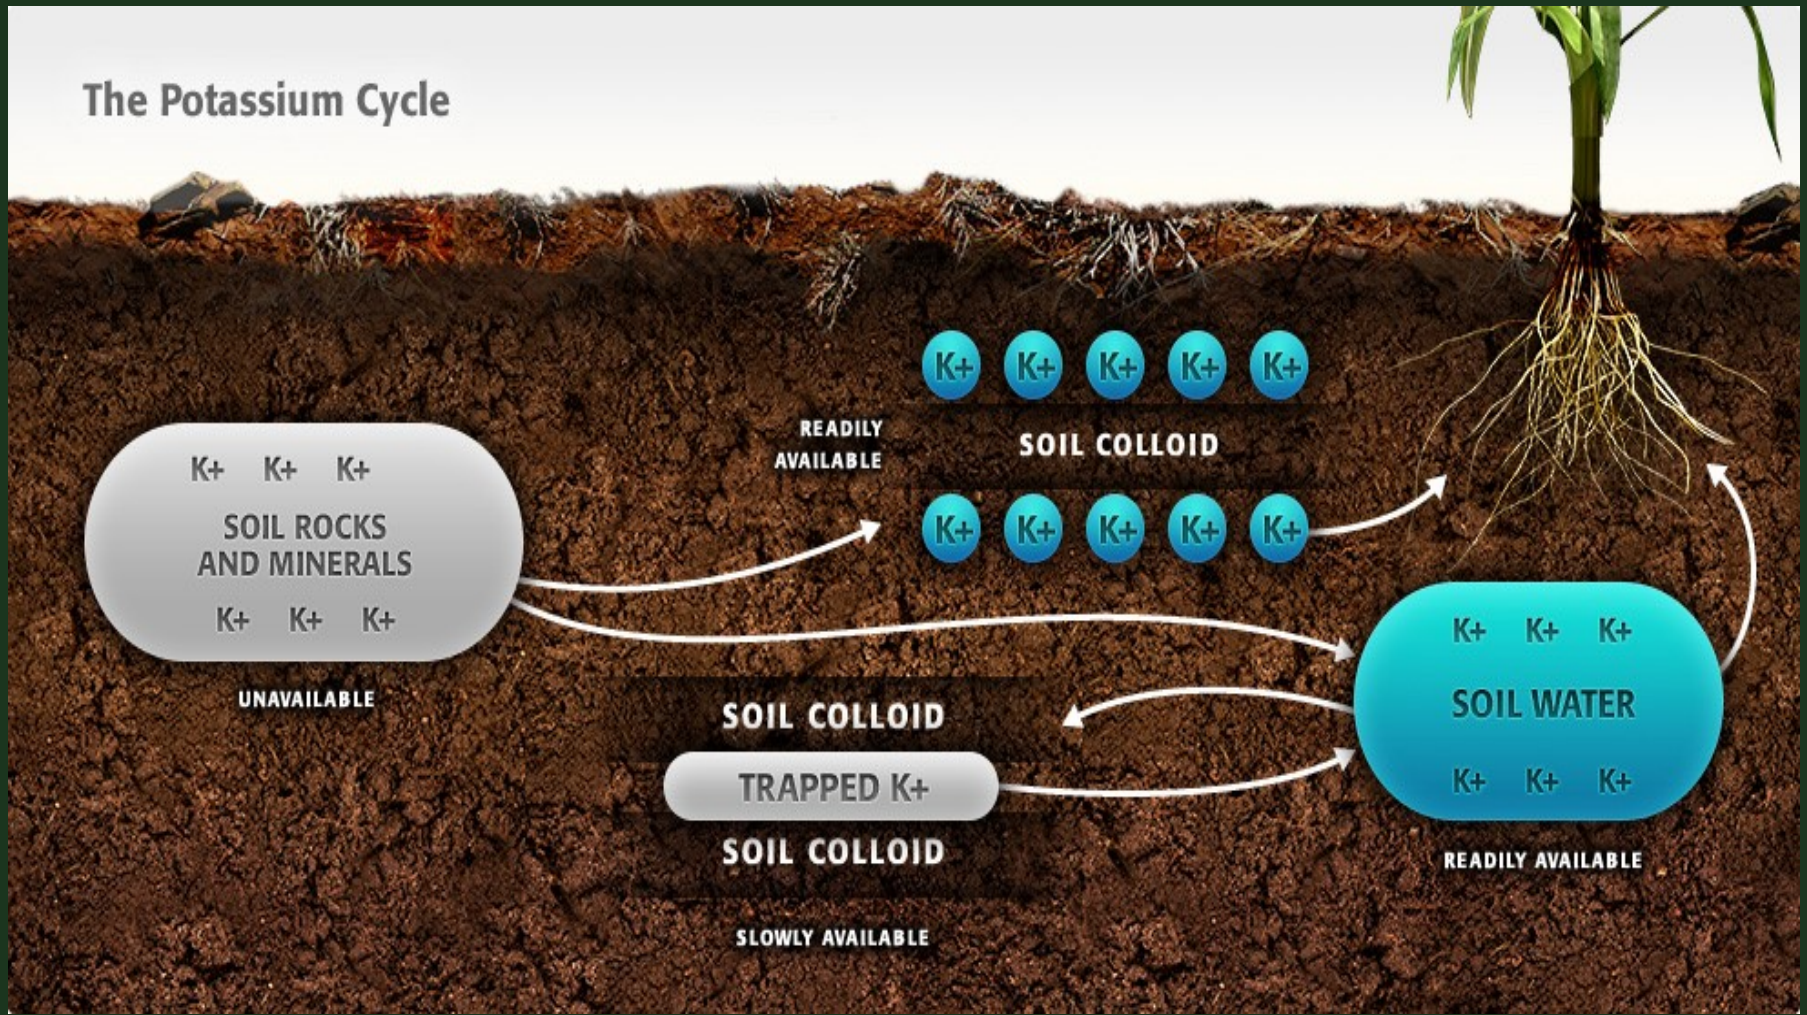 The Potassium Cycle
K+ K+ K+ K+ K+
READILY
AVAILABLE
SOIL COLLOID
K+ K+ K+ K+ K+
K+ K+ K+
SOIL ROCKS
AND MINERALS
K+ K+ K+
UNAVAILABLE
SOIL COLLOID
TRAPPED K+
SOIL COLLOID
SLOWLY AVAILABLE
K+ K+ K+
SOIL WATER
K+ K+ K+
READILY AVAILABLE